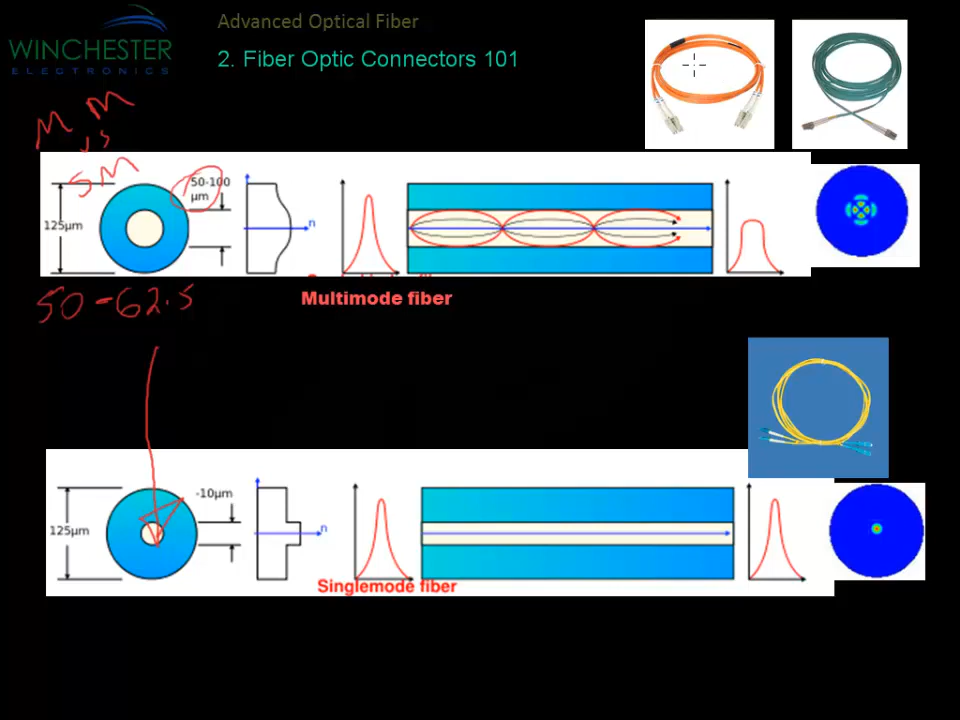 Advanced Optical Fiber
WINCHESTER
ELECTRONICS
2. Fiber Optic Connectors 101
M M
SM
50-100
µm
125µm
n
50-62.5
Multimode fiber
-10µm
125µm
n
Singlemode fiber